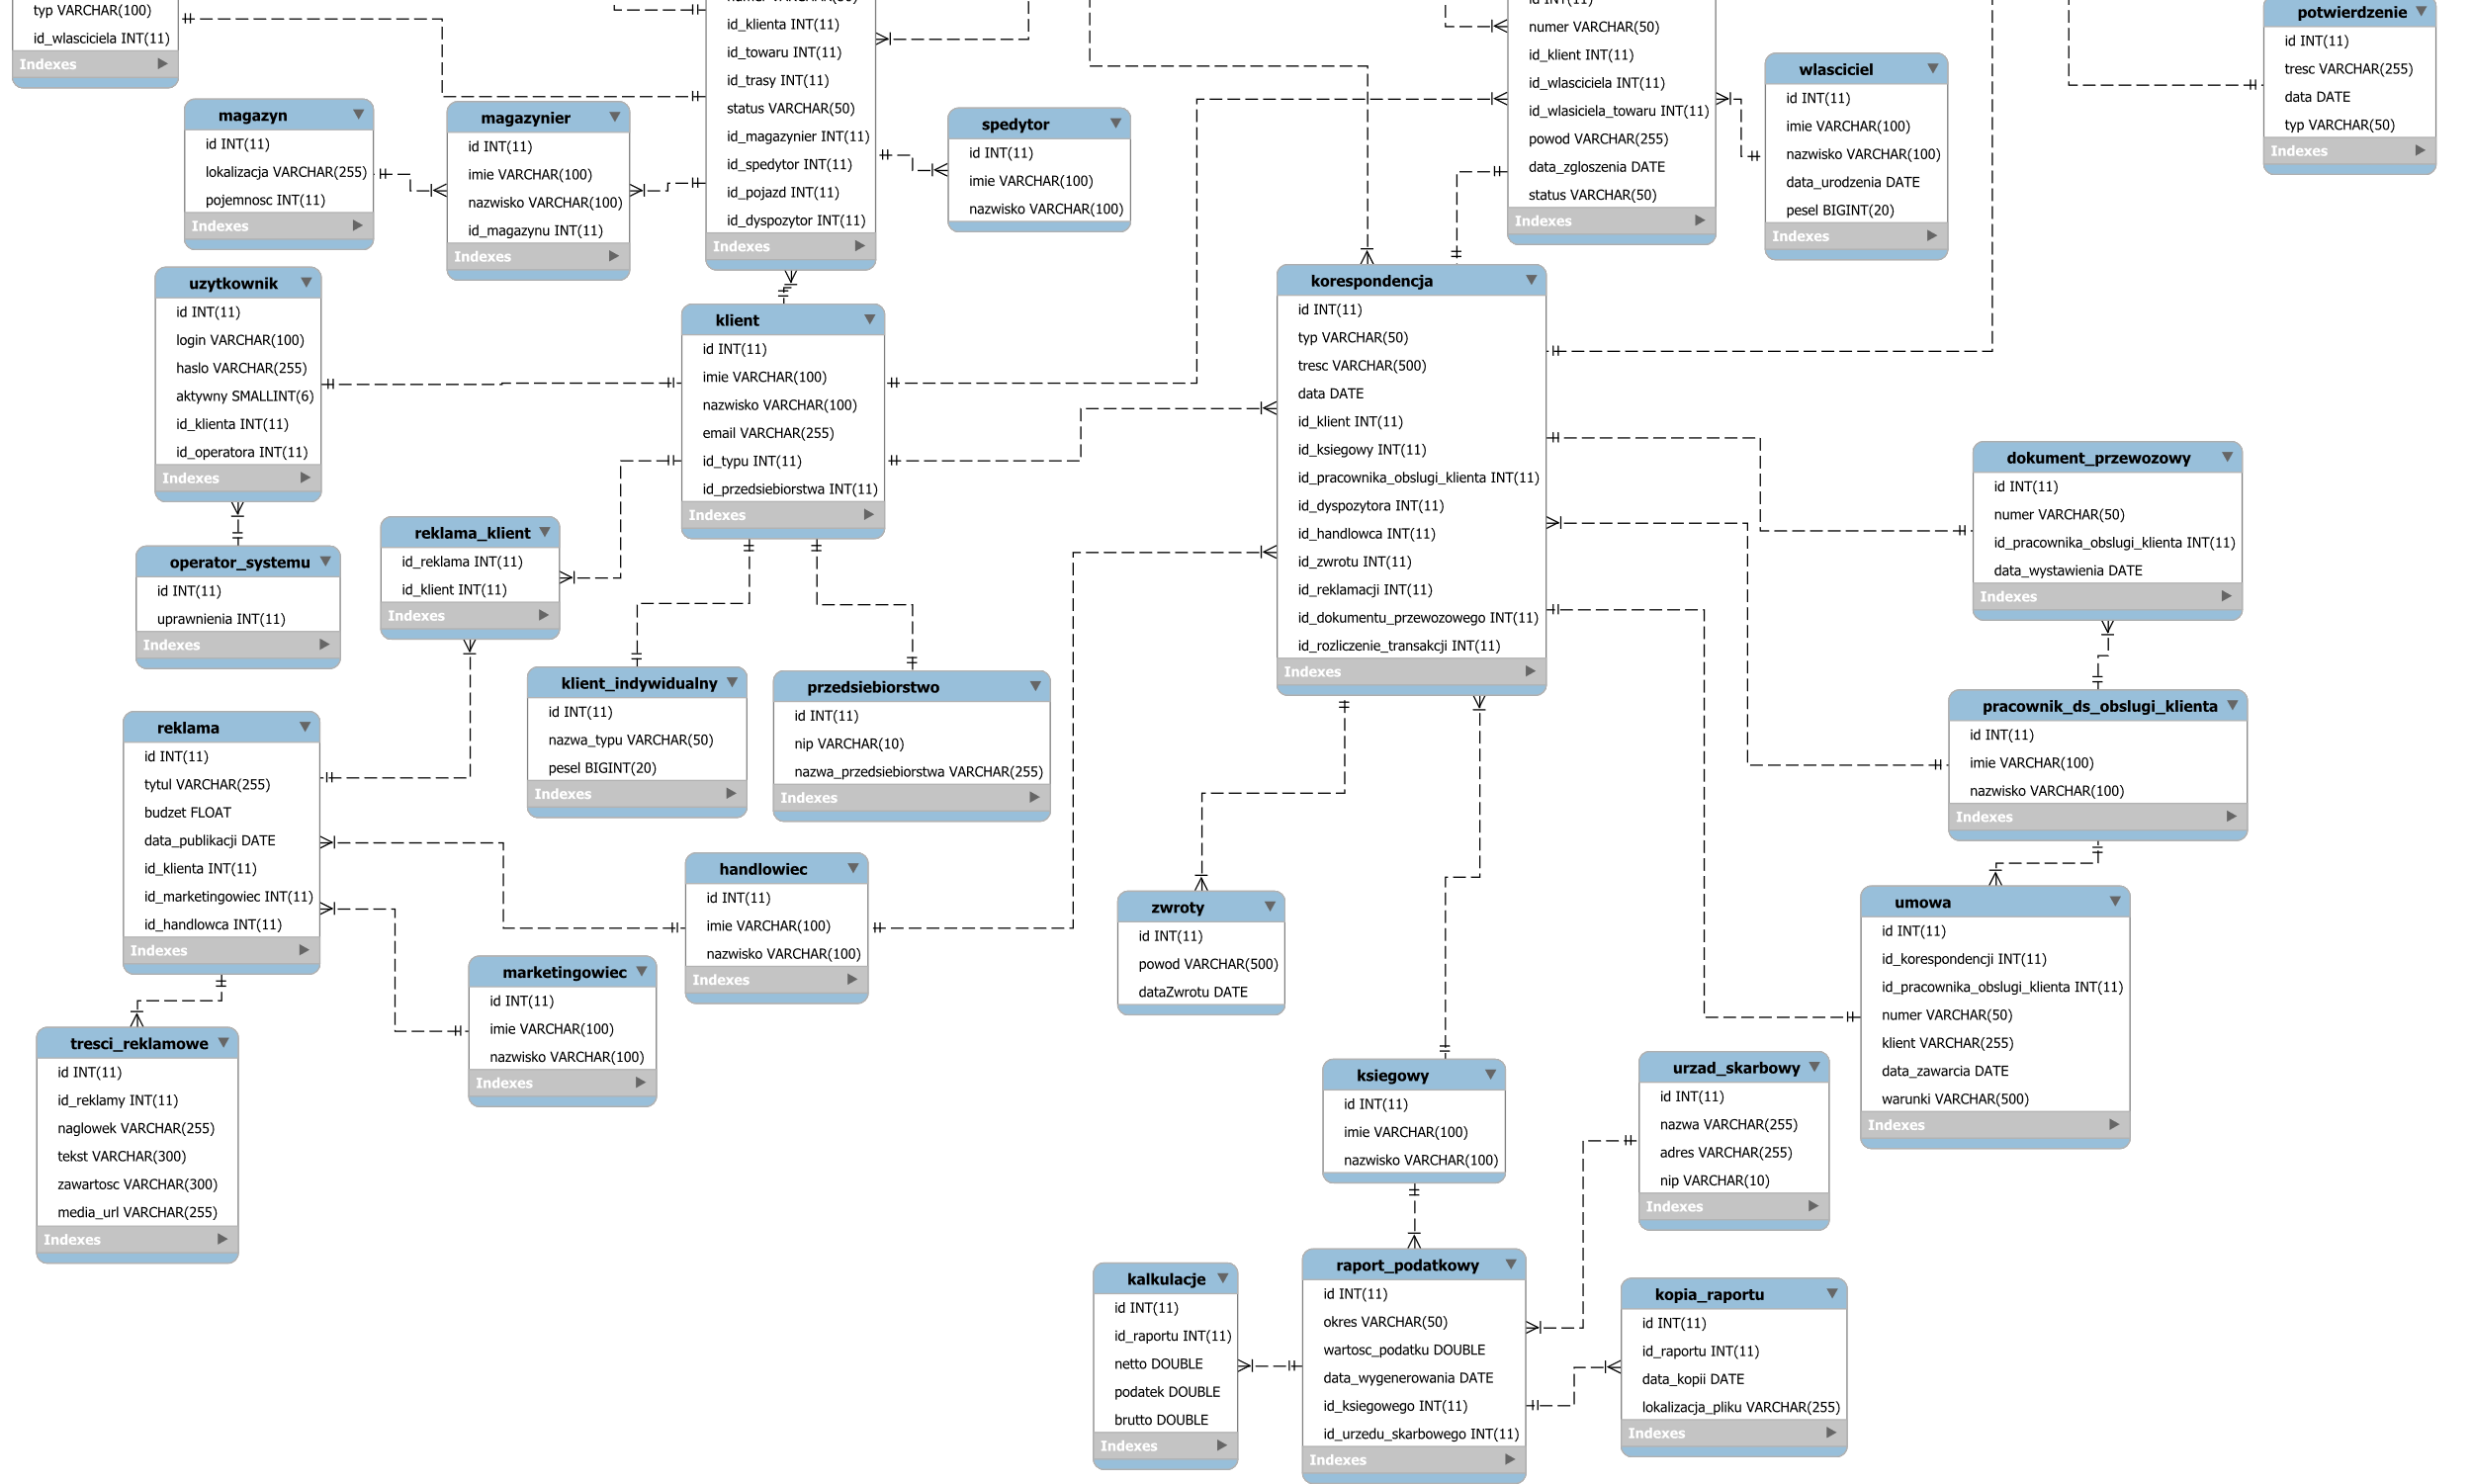 typ VARCHAR(100)
id_wlasciciela INT(11)
Indexes
id_klienta INT(11)
id_towaru INT(11)
id_trasy INT(11)
status VARCHAR(50)
id_magazynier INT(11)
id_spedytor INT(11)
id_pojazd INT(11)
id_dyspozytor INT(11)
Indexes
numer VARCHAR(50)
id_klient INT(11)
id_wlasciciela INT(11)
id_wlasiciela_towaru INT(11)
powod VARCHAR(255)
data_zgloszenia DATE
status VARCHAR(50)
Indexes
potwierdzenie
id INT(11)
tresc VARCHAR(255)
data DATE
typ VARCHAR(50)
Indexes
wlasciciel
id INT(11)
imie VARCHAR(100)
nazwisko VARCHAR(100)
data_urodzenia DATE
pesel BIGINT(20)
Indexes
magazyn
id INT(11)
lokalizacja VARCHAR(255)
pojemnosc INT(11)
Indexes
magazynier
id INT(11)
imie VARCHAR(100)
nazwisko VARCHAR(100)
id_magazynu INT(11)
Indexes
spedytor
id INT(11)
imie VARCHAR(100)
nazwisko VARCHAR(100)
uzytkownik
id INT(11)
login VARCHAR(100)
haslo VARCHAR(255)
aktywny SMALLINT(6)
id_klienta INT(11)
id_operatora INT(11)
Indexes
klient
id INT(11)
imie VARCHAR(100)
nazwisko VARCHAR(100)
email VARCHAR(255)
id_typu INT(11)
id_przedsiebiorstwa INT(11)
Indexes
korespondencja
id INT(11)
typ VARCHAR(50)
tresc VARCHAR(500)
data DATE
id_klient INT(11)
id_ksiegowy INT(11)
id_pracownika_obslugi_klienta INT(11)
id_dyspozytora INT(11)
id_handlowca INT(11)
id_zwrotu INT(11)
id_reklamacji INT(11)
id_dokumentu_przewozowego INT(11)
id_rozliczenie_transakcji INT(11)
Indexes
dokument_przewozowy
id INT(11)
numer VARCHAR(50)
id_pracownika_obslugi_klienta INT(11)
data_wystawienia DATE
Indexes
operator_systemu
id INT(11)
uprawnienia INT(11)
Indexes
reklama_klient
id_reklama INT(11)
id_klient INT(11)
Indexes
klient_indywidualny
id INT(11)
nazwa_typu VARCHAR(50)
pesel BIGINT(20)
Indexes
przedsiebiorstwo
id INT(11)
nip VARCHAR(10)
nazwa_przedsiebiorstwa VARCHAR(255)
Indexes
pracownik_ds_obslugi_klienta
id INT(11)
imie VARCHAR(100)
nazwisko VARCHAR(100)
Indexes
reklama
id INT(11)
tytul VARCHAR(255)
budzet FLOAT
data_publikacji DATE
id_klienta INT(11)
id_marketingowiec INT(11)
id_handlowca INT(11)
Indexes
handlowiec
id INT(11)
imie VARCHAR(100)
nazwisko VARCHAR(100)
Indexes
zwroty
id INT(11)
powod VARCHAR(500)
dataZwrotu DATE
umowa
id INT(11)
id_korespondencji INT(11)
id_pracownika_obslugi_klienta INT(11)
numer VARCHAR(50)
klient VARCHAR(255)
data_zawarcia DATE
warunki VARCHAR(500)
Indexes
marketingowiec
id INT(11)
imie VARCHAR(100)
nazwisko VARCHAR(100)
Indexes
tresci_reklamowe
id INT(11)
id_reklamy INT(11)
naglowek VARCHAR(255)
tekst VARCHAR(300)
zawartosc VARCHAR(300)
media_url VARCHAR(255)
Indexes
ksiegowy
id INT(11)
imie VARCHAR(100)
nazwisko VARCHAR(100)
urzad_skarbowy
id INT(11)
nazwa VARCHAR(255)
adres VARCHAR(255)
nip VARCHAR(10)
Indexes
kalkulacje
id INT(11)
id_raportu INT(11)
netto DOUBLE
podatek DOUBLE
brutto DOUBLE
Indexes
raport_podatkowy
id INT(11)
okres VARCHAR(50)
wartosc_podatku DOUBLE
data_wygenerowania DATE
id_ksiegowego INT(11)
id_urzedu_skarbowego INT(11)
Indexes
kopia_raportu
id INT(11)
id_raportu INT(11)
data_kopii DATE
lokalizacja_pliku VARCHAR(255)
Indexes